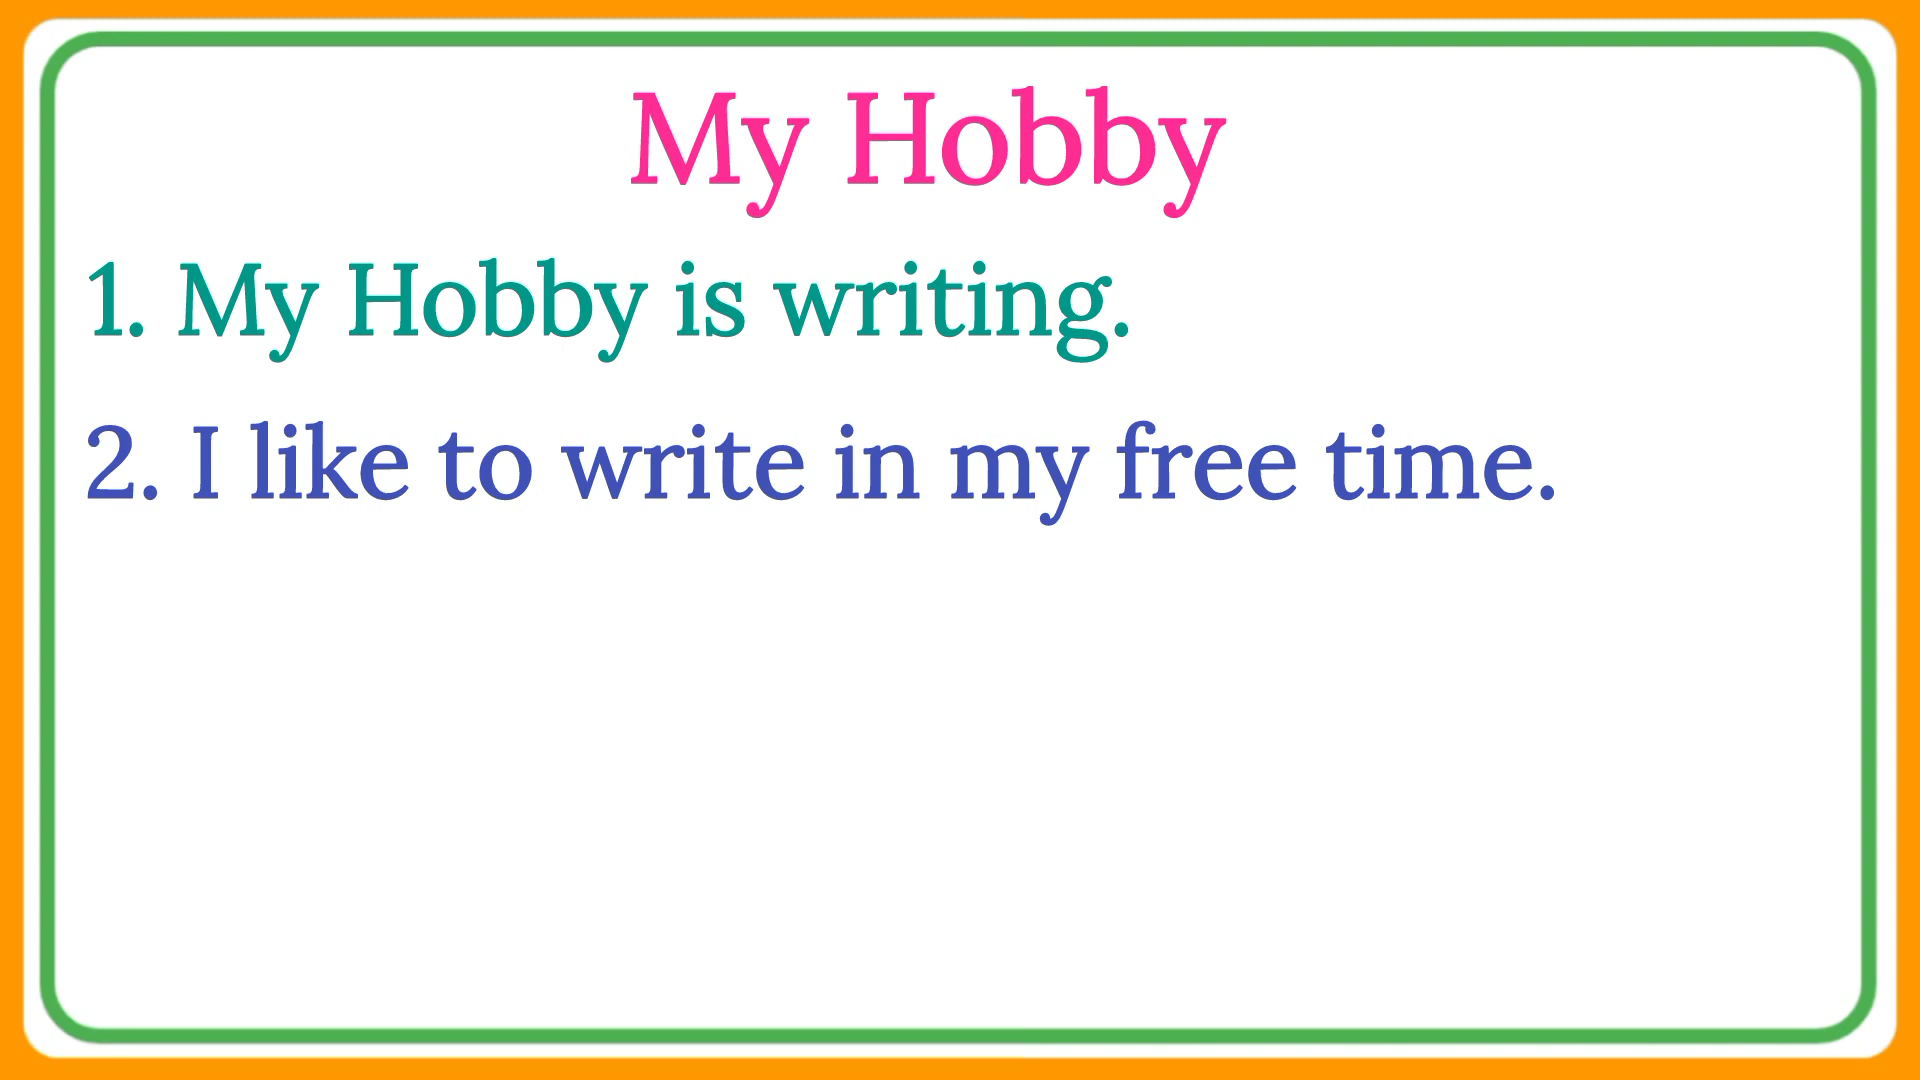 My Hobby
1. My Hobby is writing.
2. I like to write in my free time.